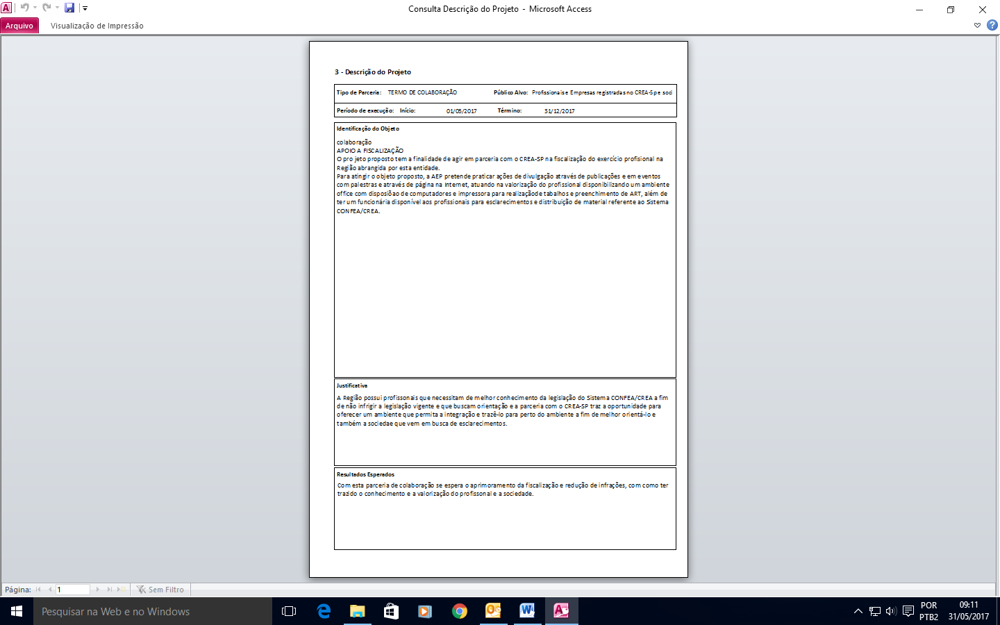 Consulta Descrição do Projeto - Microsoft Access
Arquivo Visualização de Impressão
3 - Descrição do Projeto
Tipo de Parceria: TERMO DE COLABORAÇÃO Público Alvo: Profissionais e Empresas registradas no CREA-Sp e soci
Período de execução: Início: 01/05/2017 Término: 31/12/2017
Identificação do Objeto
colaboração
APOIO A FISCALIZAÇÃO
O pro jeto proposto tem a finalidade de agir em parceria com o CREA-SP na fiscalização do exercício profisional na
Região abrangida por esta entidade.
Para atingir o objeto proposto, a AEP pretende praticar ações de divulgação através de publicações e em eventos
com palestras e através de página na Internet, atuando na valorização do profissional disponibilizando um ambiente
office com disposiõao de computadores e impressora para realizaçãode tabalhos e preenchimento de ART, além de
ter um funcionária disponível aos profissionais para esclarecimentos e distribuição de material referente ao Sistema
CONFEA/CREA.
Justificativa
A Região possui profissonais que necessitam de melhor conhecimento da legislação do Sistema CONFEA/CREA a fim
de não infrigir a legislação vigente e que buscam orientação e a parceria com o CREA-SP traz a oportunidade para
oferecer um ambiente que permita a integração e trazê-lo para perto do ambiente a fim de melhor orientá-lo e
também a sociedae que vem em busca de esclarecimentos.
Resultados Esperados
Com esta parceria de colaboração se espera o aprimoramento da fiscalização e redução de infrações, com como ter
trazido o conhecimento e a valorização do profissonal e a sociedade.
Página: 1 Sem Filtro
Pesquisar na Web e no Windows
POR 09:11
PTB2 31/05/2017